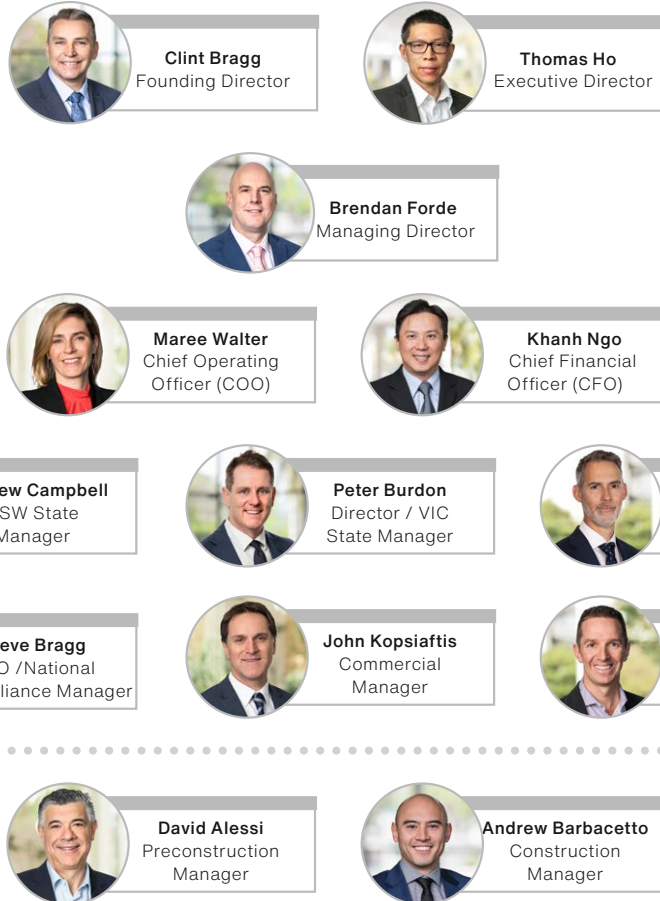 Clint Bragg
Founding Director
Thomas Ho
Executive Director
Brendan Forde
Managing Director
Maree Walter
Chief Operating
Officer (COO)
Khanh Ngo
Chief Financial
Officer (CFO)
ew Campbell
SW State
Manager
Peter Burdon
Director / VIC
State Manager
eve Bragg
O /National
liance Manager
John Kopsiaftis
Commercial
Manager
David Alessi
Preconstruction
Manager
Andrew Barbacetto
Construction
Manager